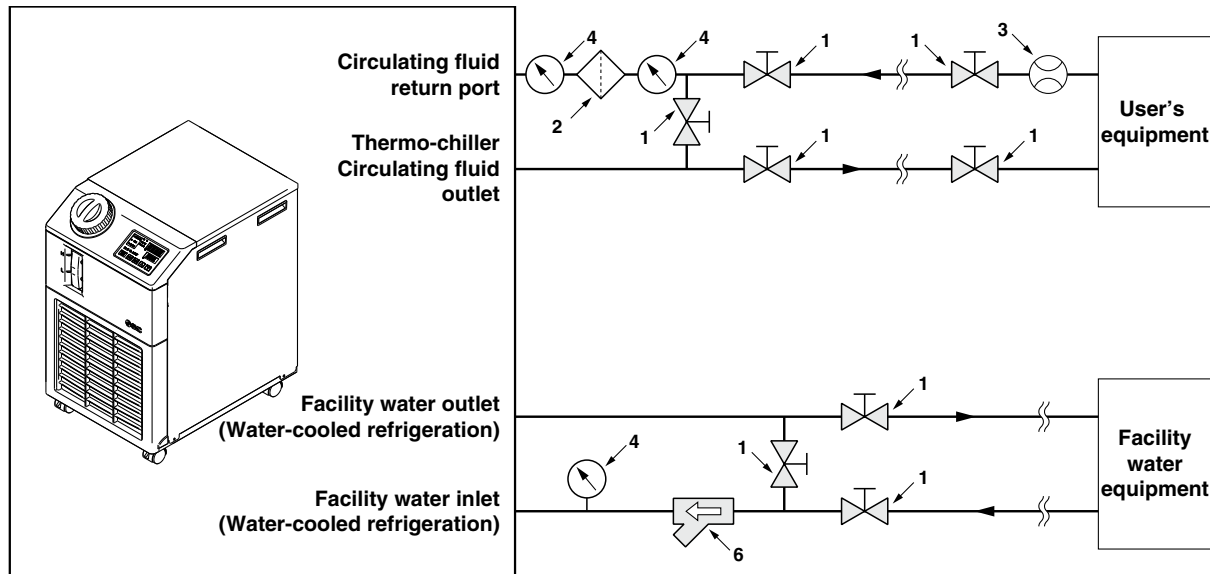 Circulating fluid
return port
Thermo-chiller
Circulating fluid
outlet
Facility water outlet
(Water-cooled refrigeration)
Facility water inlet
(Water-cooled refrigeration)
4
4
1
1
3
2
1
1
1
User's
equipment
1
4
1
1
6
Facility
water
equipment